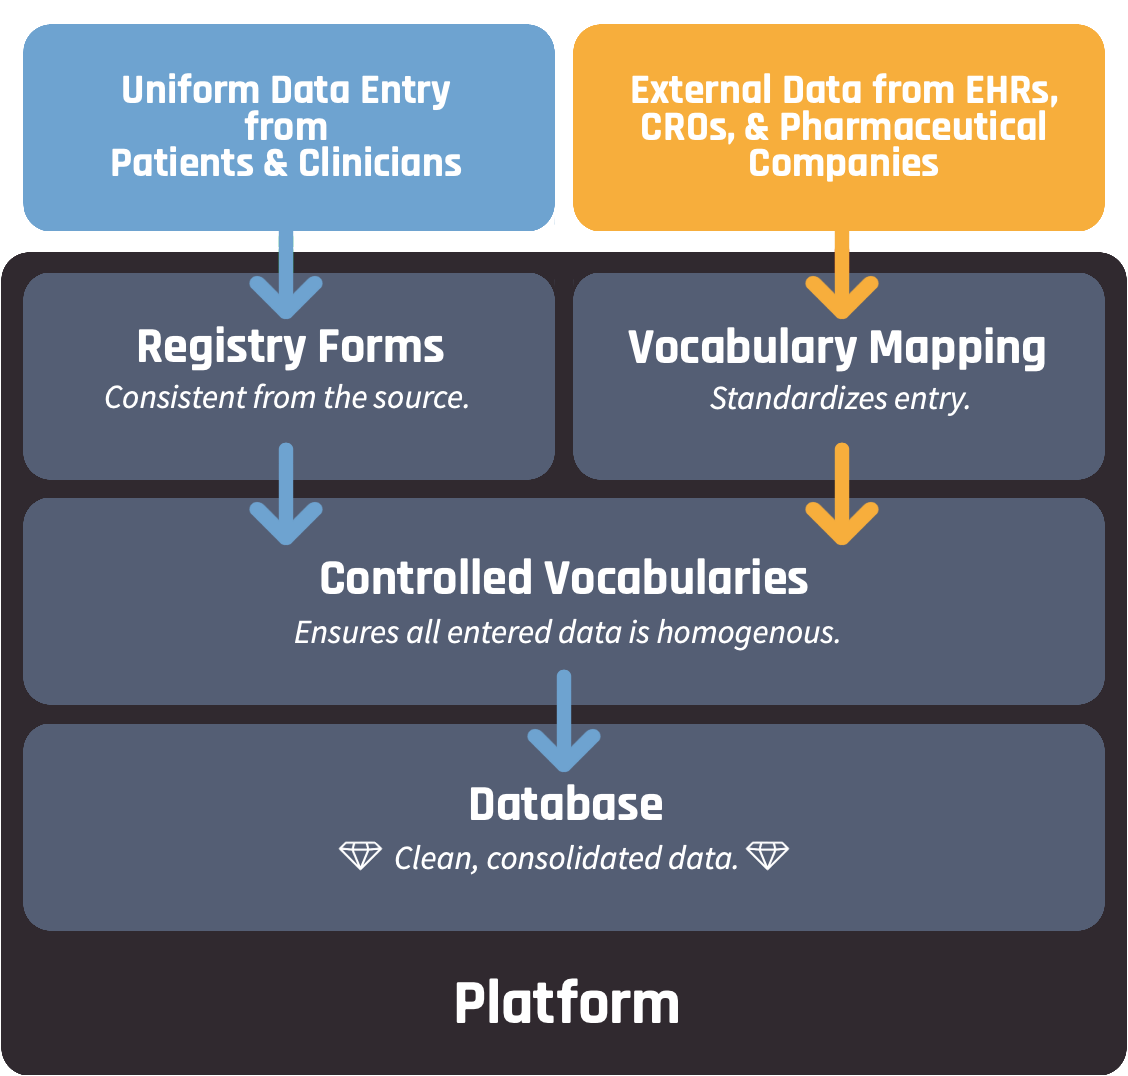 Uniform Data Entry
from
Patients & Clinicians
External Data from EHRs,
CROs, & Pharmaceutical
Companies
Registry Forms
Consistent from the source.
Vocabulary Mapping
Standardizes entry.
Controlled Vocabularies
Ensures all entered data is homogenous.
Database
Clean, consolidated data.
Platform